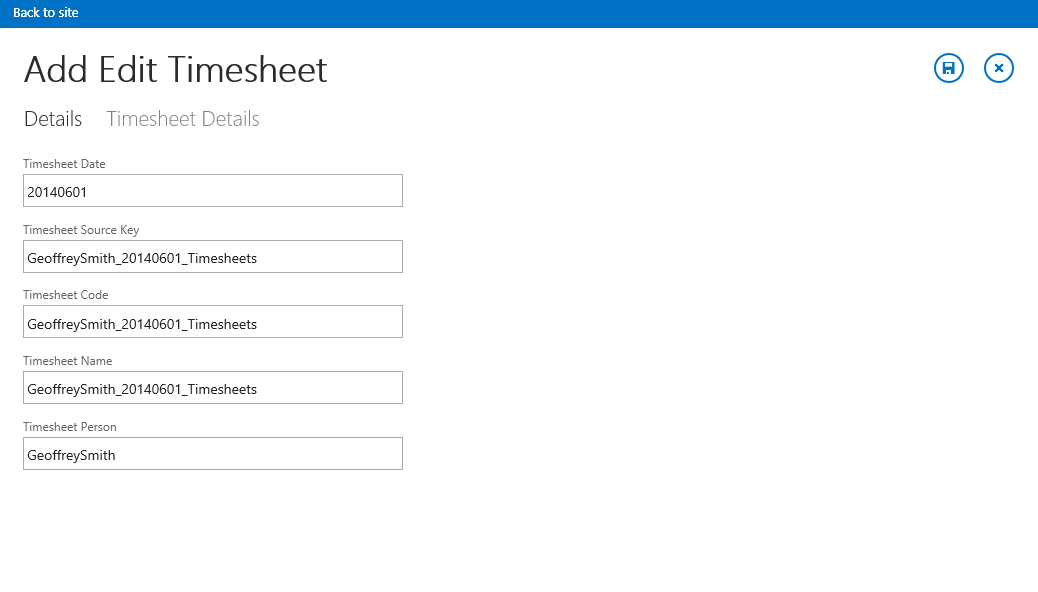 Back to site
Add Edit Timesheet
Details Timesheet Details
Timesheet Date
20140601
Timesheet Source Key
GeoffreySmith_20140601_Timesheets
Timesheet Code
GeoffreySmith_20140601_Timesheets
Timesheet Name
GeoffreySmith_20140601_Timesheets
Timesheet Person
GeoffreySmith